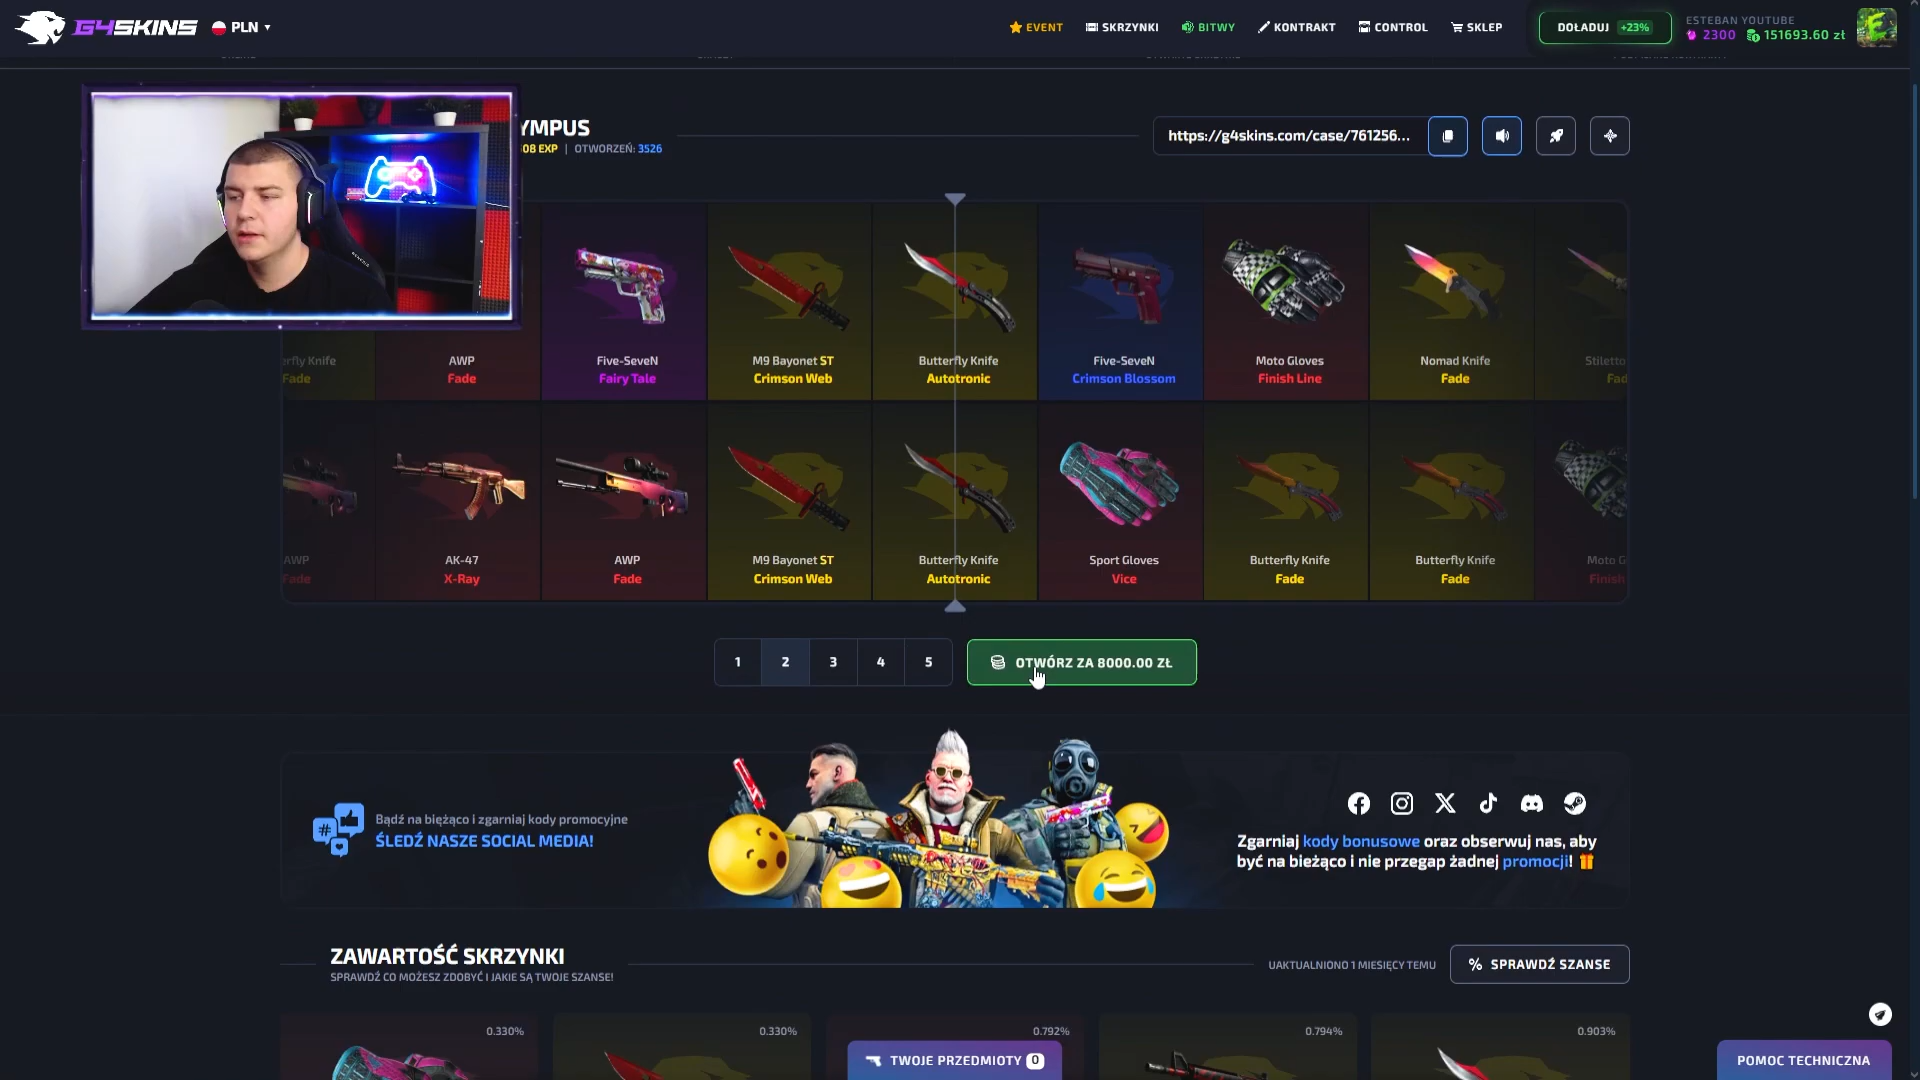 G4SKINS
PLN
EVENT
SKRZYNKI
BITWY
KONTRAKT
CONTROL
SKLEP
DOŁADUJ +23%
ESTEBAN YOUTUBE
2300 151693.60 zł
YMPUS
08 EXP | OTWORZEŃ: 3526
https://g4skins.com/case/761256...
erfly Knife
Fade
AWP
Fade
Five-SeveN
Fairy Tale
M9 Bayonet ST
Crimson Web
Butterfly Knife
Autotronic
Five-SeveN
Crimson Blossom
Moto Gloves
Finish Line
Nomad Knife
Fade
Stiletto
Fad
AWP
Fade
AK-47
X-Ray
AWP
Fade
M9 Bayonet ST
Crimson Web
Butterfly Knife
Autotronic
Sport Gloves
Vice
Butterfly Knife
Fade
Butterfly Knife
Fade
Moto G
Finish
1 2 3 4 5
OTWÓRZ ZA 8000.00 ZŁ
Bądź na bieżąco i zgarniaj kody promocyjne
ŚLEDŹ NASZE SOCIAL MEDIA!
Zgarniaj kody bonusowe oraz obserwuj nas, aby
być na bieżąco i nie przegap żadnej promocji!
ZAWARTOŚĆ SKRZYNKI
SPRAWDŹ CO MOŻESZ ZDOBYĆ I JAKIE SĄ TWOJE SZANSE!
UAKTUALNIONO 1 MIESIĘCY TEMU
% SPRAWDŹ SZANSE
0.330%
0.330%
0.792%
0.794%
0.903%
TWOJE PRZEDMIOTY 0
POMOC TECHNICZNA